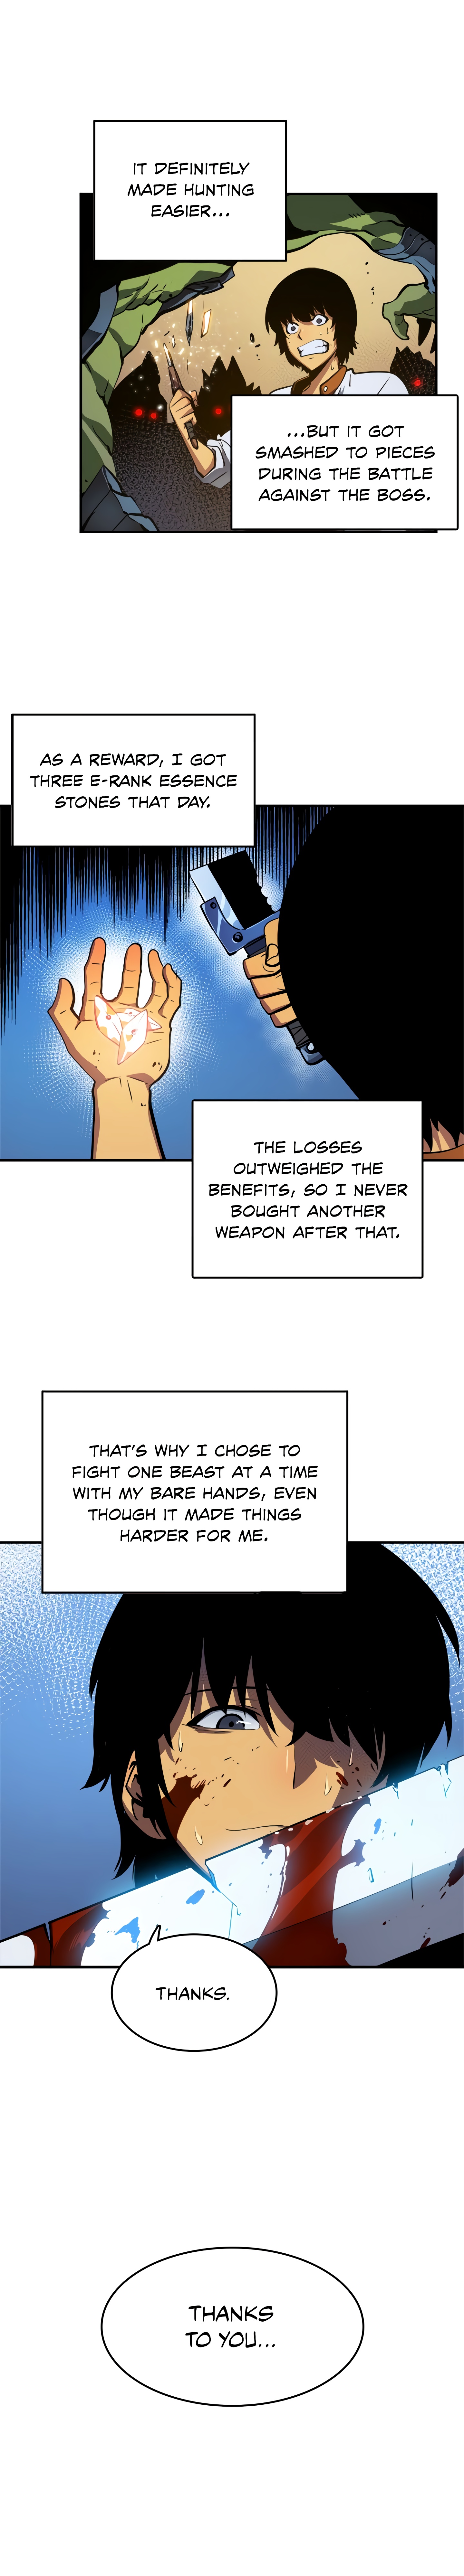 IT DEFINITELY
MADE HUNTING
EASIER...
...BUT IT GOT
SMASHED TO PIECES
DURING THE BATTLE
AGAINST THE BOSS.
AS A REWARD, I GOT
THREE E-RANK ESSENCE
STONES THAT DAY.
THE LOSSES
OUTWEIGHED THE
BENEFITS, SO I NEVER
BOUGHT ANOTHER
WEAPON AFTER THAT.
THAT'S WHY I CHOSE TO
FIGHT ONE BEAST AT A TIME
WITH MY BARE HANDS, EVEN
THOUGH IT MADE THINGS
HARDER FOR ME.
THANKS.
THANKS
TO YOU...